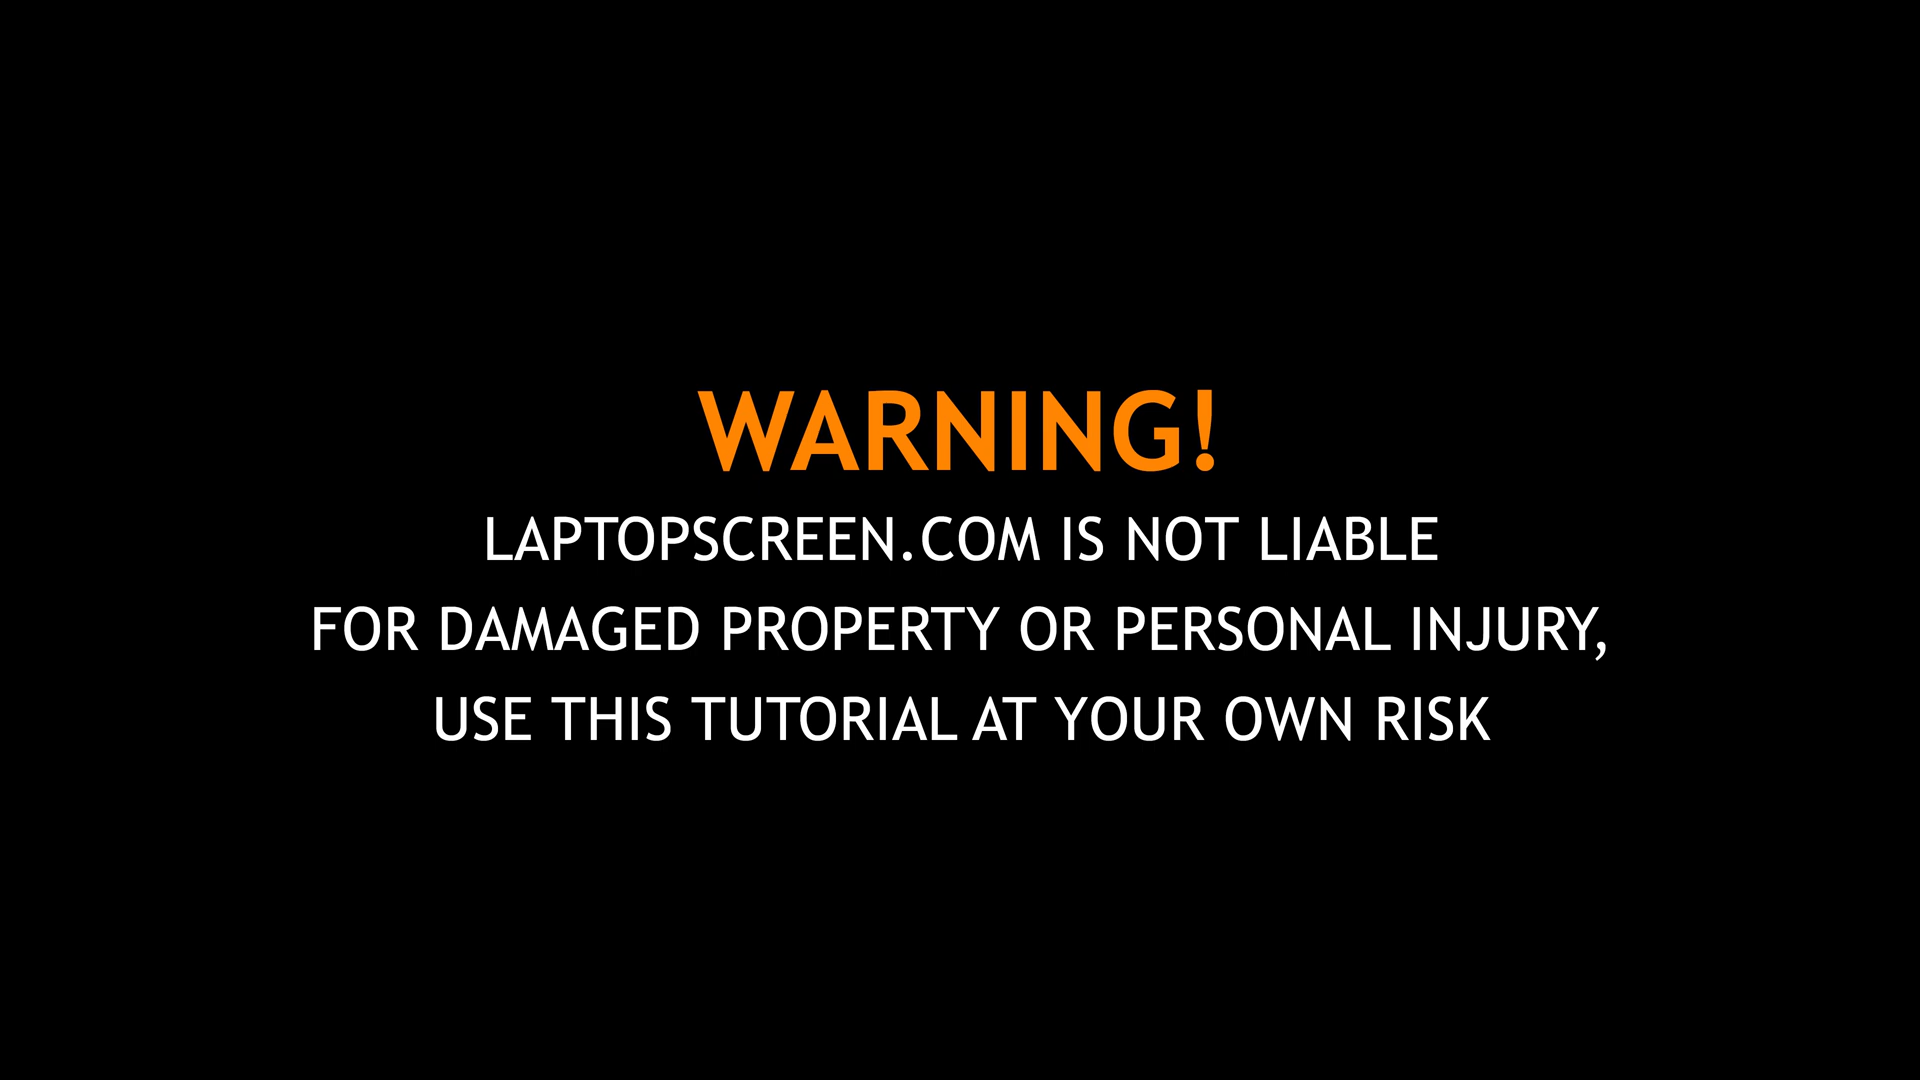 WARNING!
LAPTOPSCREEN.COM IS NOT LIABLE
FOR DAMAGED PROPERTY OR PERSONAL INJURY,
USE THIS TUTORIAL AT YOUR OWN RISK